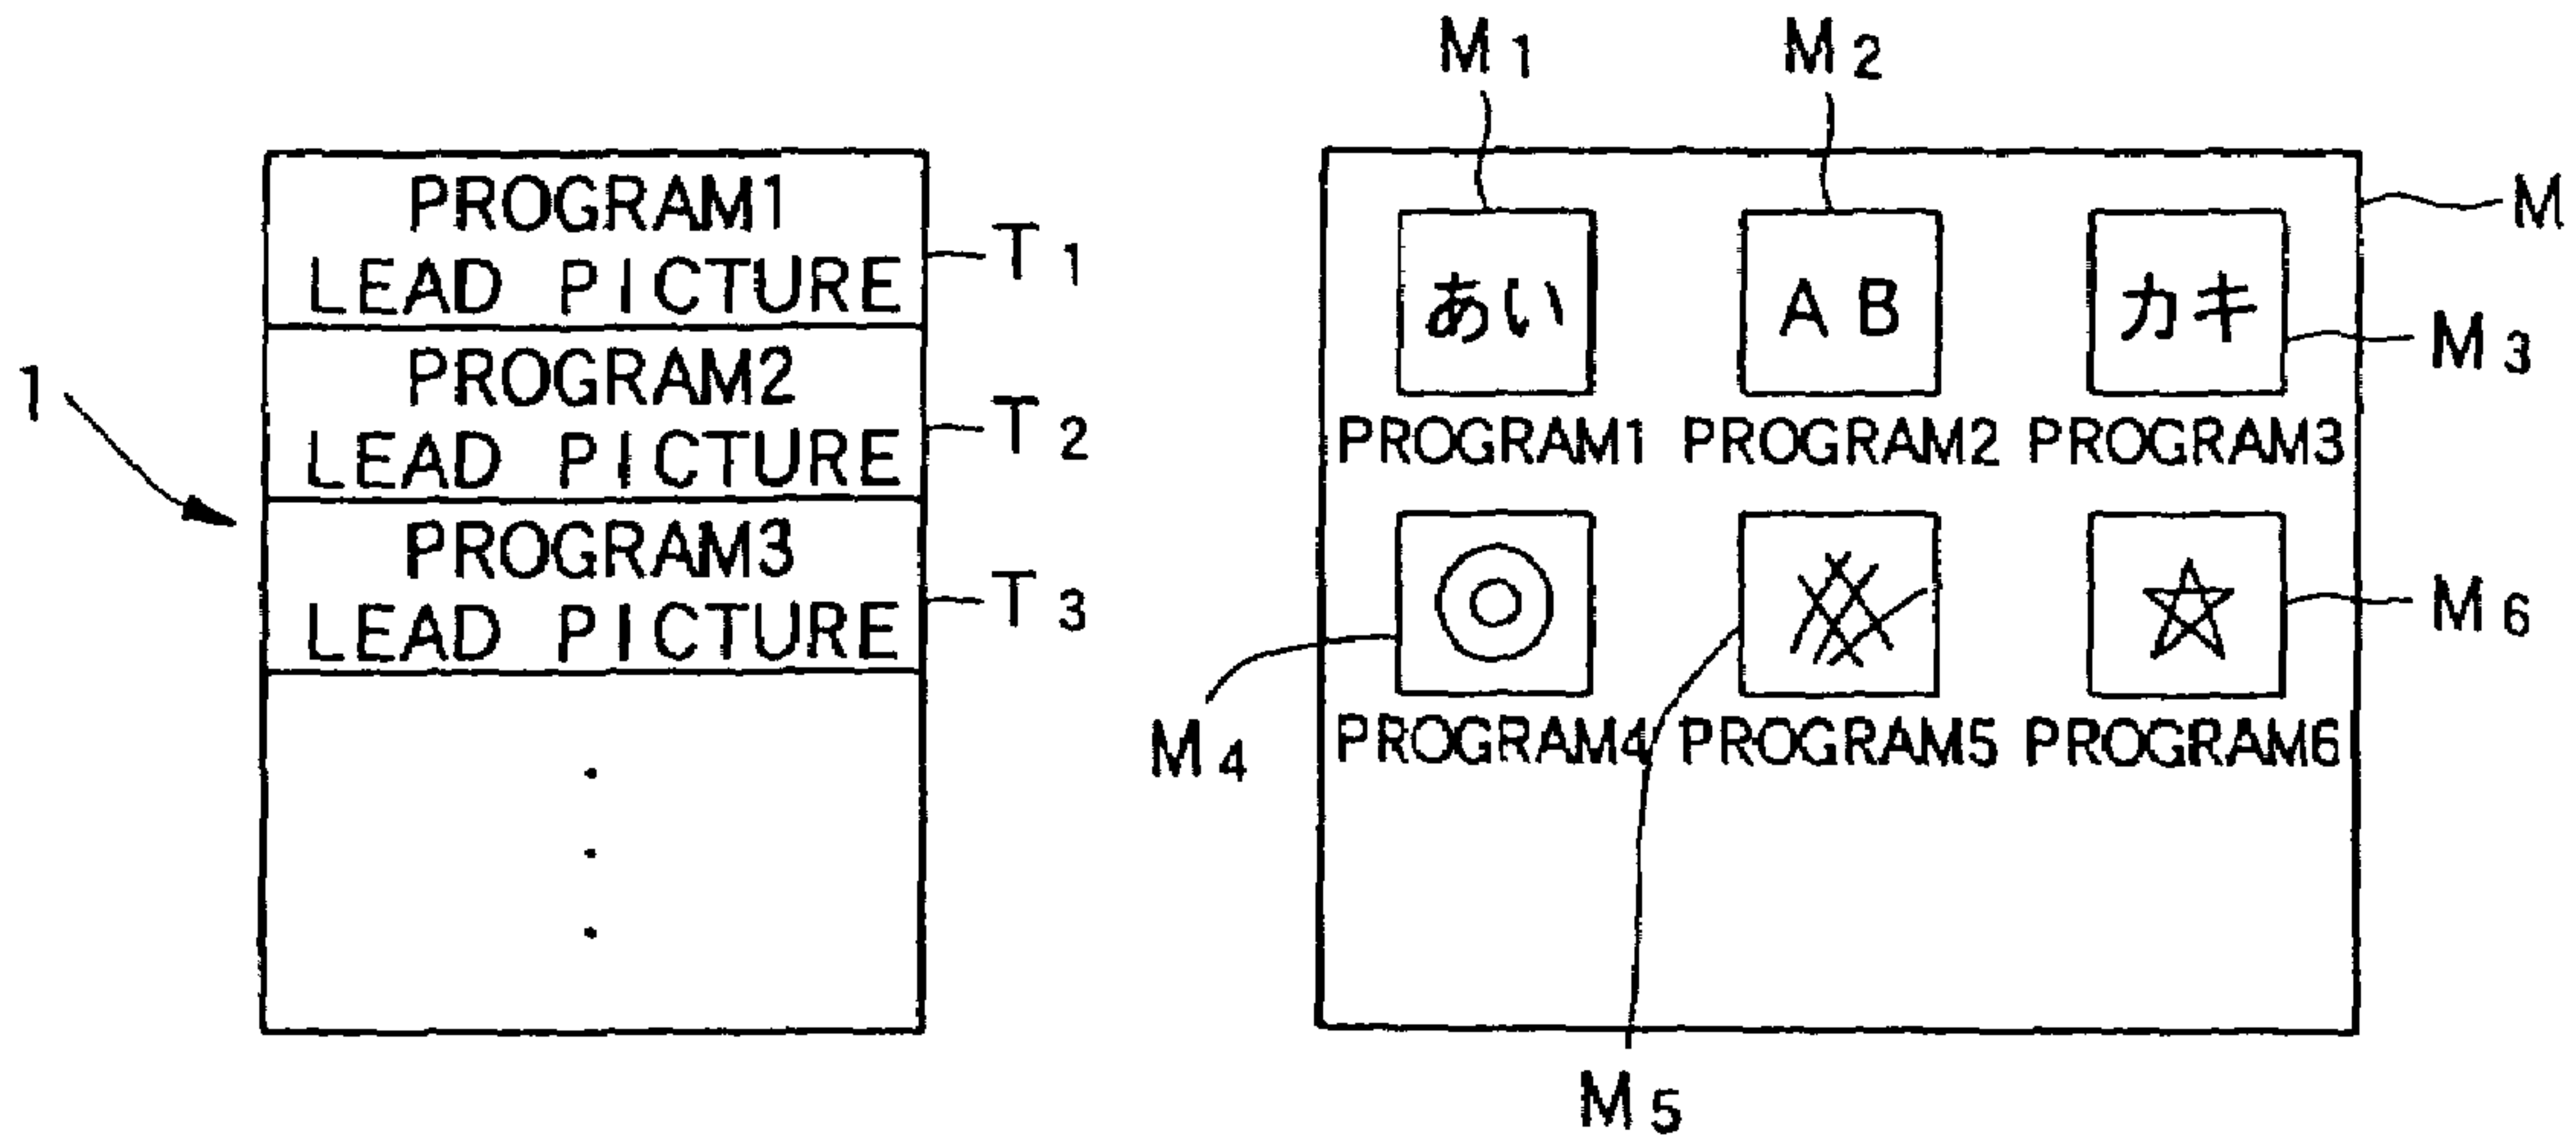 1
PROGRAM1
LEAD PICTURE
T1
PROGRAM2
LEAD PICTURE
T2
PROGRAM3
LEAD PICTURE
T3
M1
M2
M
あい
AB
カキ
M3
PROGRAM1
PROGRAM2
PROGRAM3
M6
M4
PROGRAM4
PROGRAM5
PROGRAM6
M5